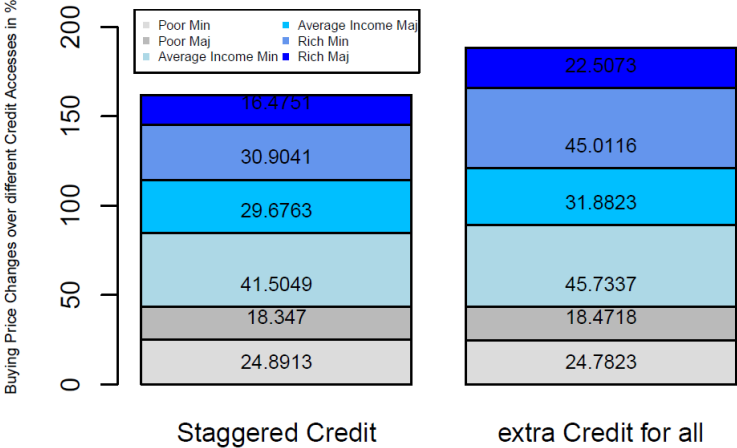 Buying Price Changes over different Credit Accesses in %
0 50 100 150 200
Poor Min
Poor Maj
Average Income Min
Average Income Maj
Rich Min
Rich Maj
16.4751
30.9041
29.6763
41.5049
18.347
24.8913
22.5073
45.0116
31.8823
45.7337
18.4718
24.7823
Staggered Credit
extra Credit for all